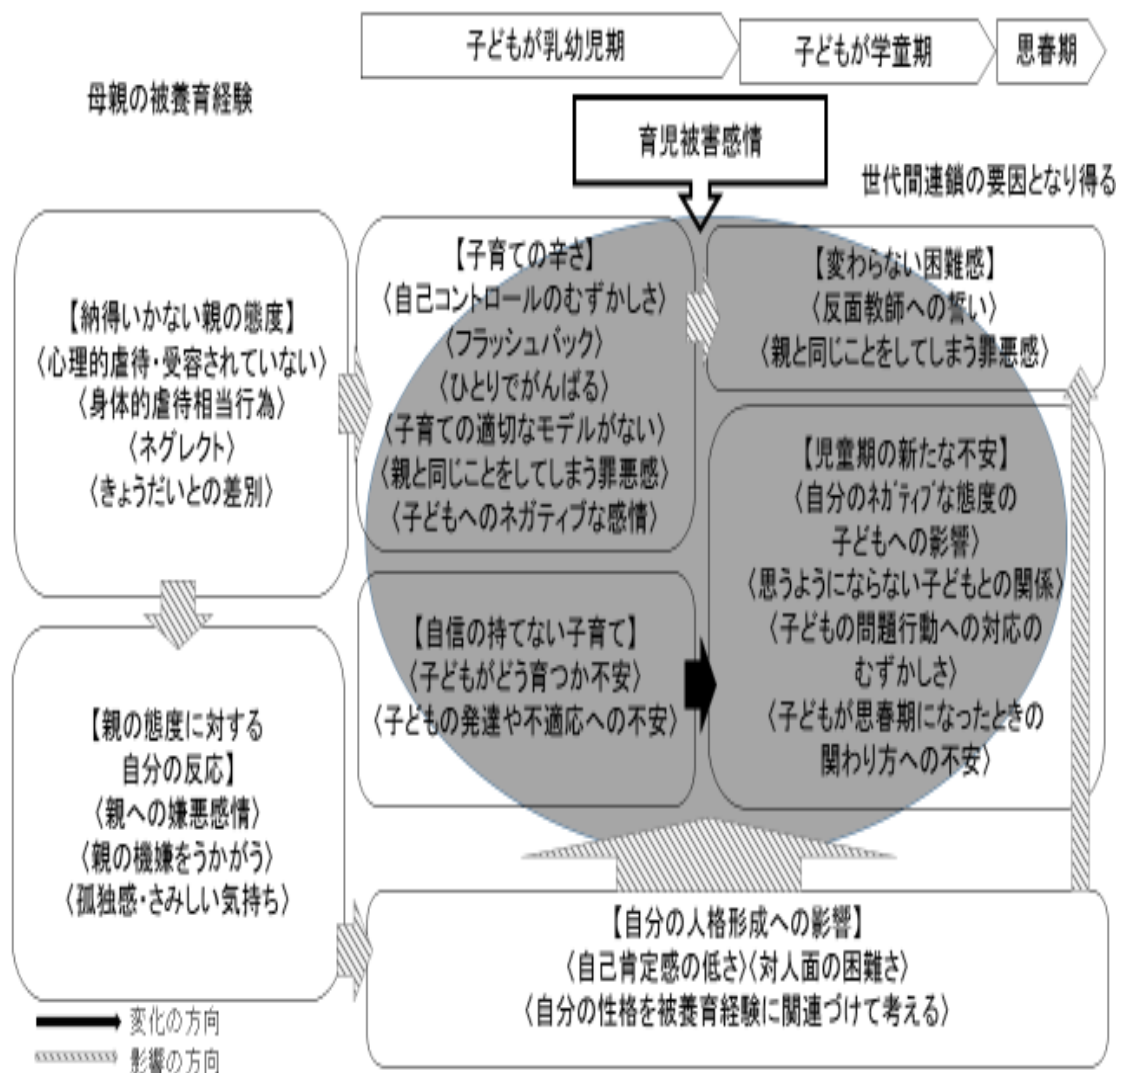 子どもが乳幼児期
子どもが学童期
思春期
母親の被養育経験
育児被害感情
世代間連鎖の要因となり得る
【納得いかない親の態度】
〈心理的虐待・受容されていない〉
〈身体的虐待相当行為〉
〈ネグレクト〉
〈きょうだいとの差別〉
【子育ての辛さ】
〈自己コントロールのむずかしさ〉
〈フラッシュバック〉
〈ひとりでがんばる〉
〈子育ての適切なモデルがない〉
〈親と同じことをしてしまう罪悪感〉
〈子どもへのネガティブな感情〉
【変わらない困難感】
〈反面教師への誓い〉
〈親と同じことをしてしまう罪悪感〉
【児童期の新たな不安】
〈自分のネガティブな態度の
子どもへの影響〉
〈思うようにならない子どもとの関係〉
〈子どもの問題行動への対応の
むずかしさ〉
〈子どもが思春期になったときの
関わり方への不安〉
【自信の持てない子育て】
〈子どもがどう育つか不安〉
〈子どもの発達や不適応への不安〉
【親の態度に対する
自分の反応】
〈親への嫌悪感情〉
〈親の機嫌をうかがう〉
〈孤独感・さみしい気持ち〉
【自分の人格形成への影響】
〈自己肯定感の低さ〉〈対人面の困難さ〉
〈自分の性格を被養育経験に関連づけて考える〉
変化の方向
影響の方向